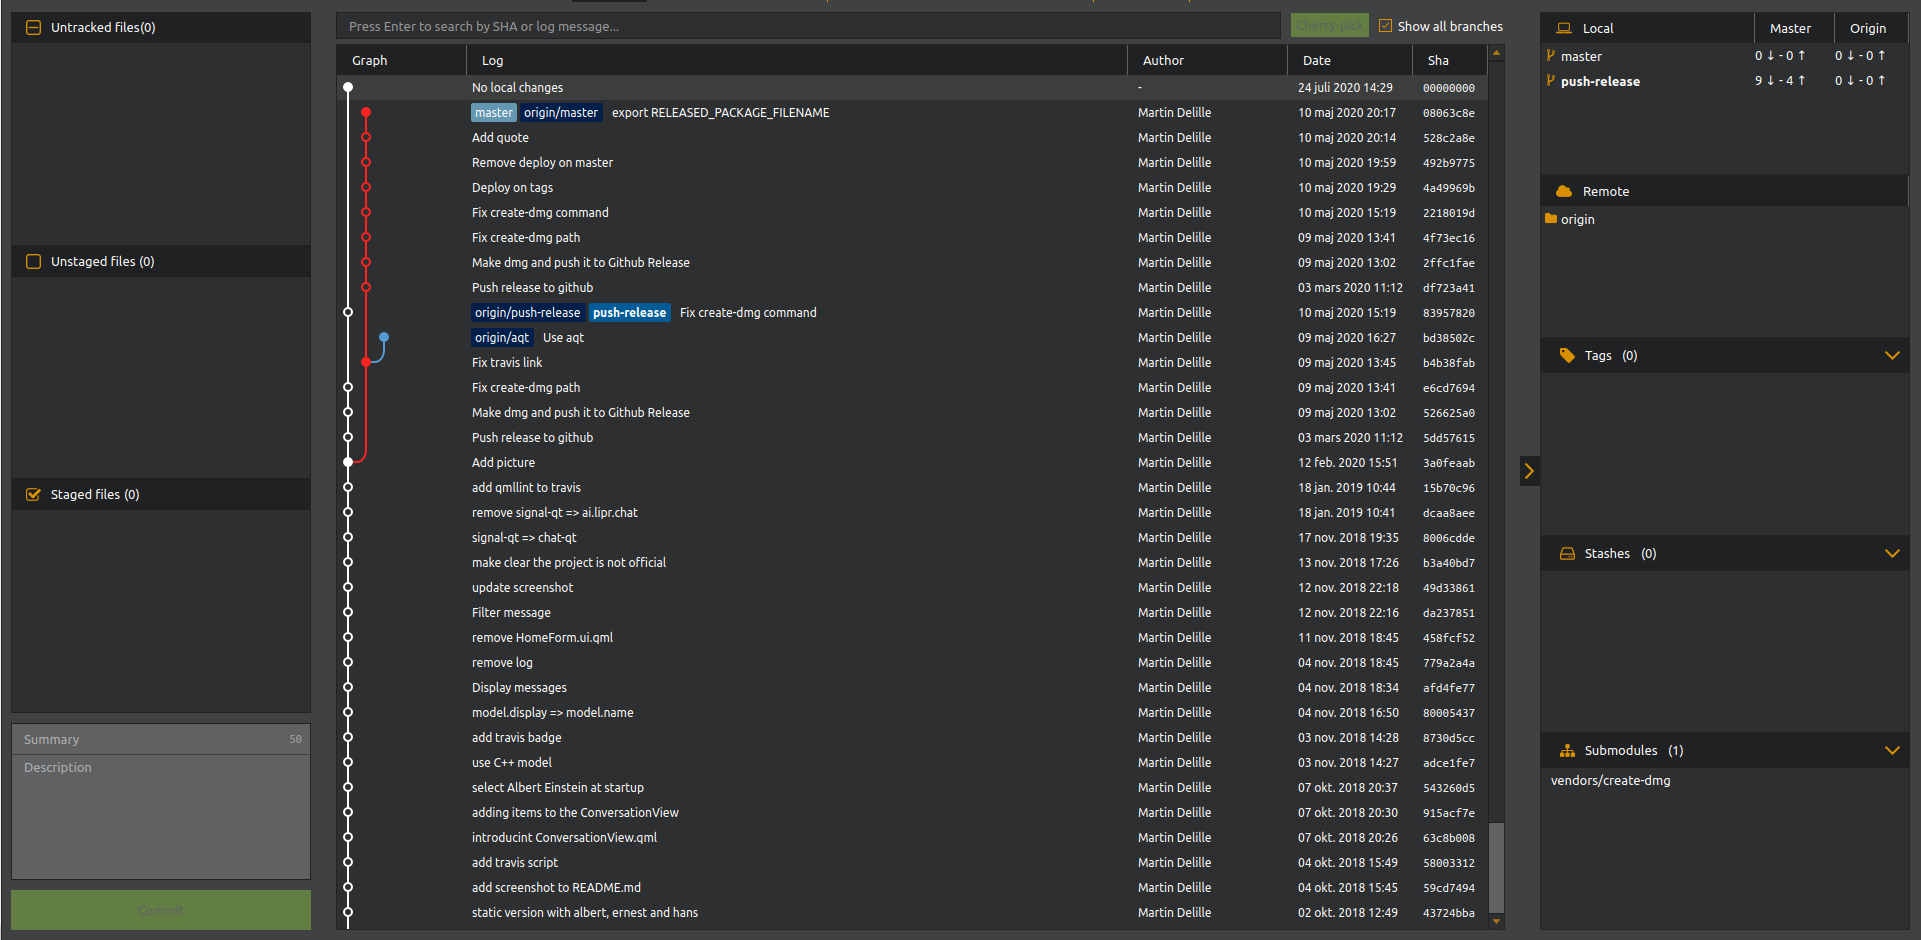 Untracked files(0)
Unstaged files (0)
Staged files (0)
Summary 50
Description
Commit
Press Enter to search by SHA or log message... Cherry-pick Show all branches
Graph Log Author Date Sha
No local changes - 24 juli 2020 14:29 00000000
master origin/master export RELEASED_PACKAGE_FILENAME Martin Delille 10 maj 2020 20:17 08063c8e
Add quote Martin Delille 10 maj 2020 20:14 528c2a8e
Remove deploy on master Martin Delille 10 maj 2020 19:59 492b9775
Deploy on tags Martin Delille 10 maj 2020 19:29 4a49969b
Fix create-dmg command Martin Delille 10 maj 2020 15:19 2218019d
Fix create-dmg path Martin Delille 09 maj 2020 13:41 4f73ec16
Make dmg and push it to Github Release Martin Delille 09 maj 2020 13:02 2ffc1fae
Push release to github Martin Delille 03 mars 2020 11:12 df723a41
origin/push-release push-release Fix create-dmg command Martin Delille 10 maj 2020 15:19 83957820
origin/aqt Use aqt Martin Delille 09 maj 2020 16:27 bd38502c
Fix travis link Martin Delille 09 maj 2020 13:45 b4b38fab
Fix create-dmg path Martin Delille 09 maj 2020 13:41 e6cd7694
Make dmg and push it to Github Release Martin Delille 09 maj 2020 13:02 526625a0
Push release to github Martin Delille 03 mars 2020 11:12 5dd57615
Add picture Martin Delille 12 feb. 2020 15:51 3a0feaab
add qmllint to travis Martin Delille 18 jan. 2019 10:44 15b70c96
remove signal-qt => ai.lipr.chat Martin Delille 18 jan. 2019 10:41 dcaa8aee
signal-qt => chat-qt Martin Delille 17 nov. 2018 19:35 8006cdde
make clear the project is not official Martin Delille 13 nov. 2018 17:26 b3a40bd7
update screenshot Martin Delille 12 nov. 2018 22:18 49d33861
Filter message Martin Delille 12 nov. 2018 22:16 da237851
remove HomeForm.ui.qml Martin Delille 11 nov. 2018 18:45 458fcf52
remove log Martin Delille 04 nov. 2018 18:45 779a2a4a
Display messages Martin Delille 04 nov. 2018 18:34 afd4fe77
model.display => model.name Martin Delille 04 nov. 2018 16:50 80005437
add travis badge Martin Delille 03 nov. 2018 14:28 8730d5cc
use C++ model Martin Delille 03 nov. 2018 14:27 adce1fe7
select Albert Einstein at startup Martin Delille 07 okt. 2018 20:37 543260d5
adding items to the ConversationView Martin Delille 07 okt. 2018 20:30 915acf7e
introducint ConversationView.qml Martin Delille 07 okt. 2018 20:26 63c8b008
add travis script Martin Delille 04 okt. 2018 15:49 58003312
add screenshot to README.md Martin Delille 04 okt. 2018 15:45 59cd7494
static version with albert, ernest and hans Martin Delille 02 okt. 2018 12:49 43724bba
Local Master Origin
master 0 ↓ - 0 ↑ 0 ↓ - 0 ↑
push-release 9 ↓ - 4 ↑ 0 ↓ - 0 ↑
Remote
origin
Tags (0)
Stashes (0)
Submodules (1)
vendors/create-dmg